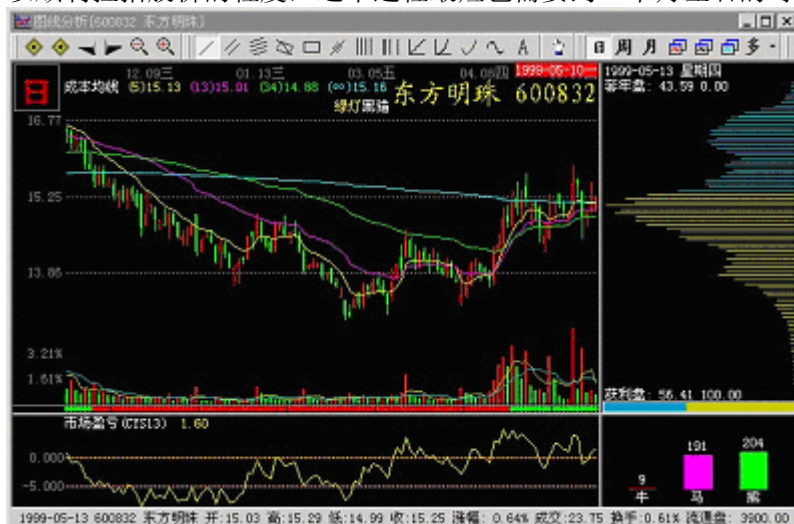 图线分析[600832 东方明珠]
日 周 月 多
日
12.09三 01.13三 03.05五 04.08四 1999-05-10一
成本均线 (5)15.13 (13)15.01 (34)14.88 (∞)15.16
东方明珠 600832
绿灯黑猫
16.77
15.25
13.86
3.21%
1.61%
1999-05-13 星期四
套牢盘: 43.59 0.00
获利盘: 56.41 100.00
市场盈亏(CYS13) 1.60
0.000
-5.000
9 191 204
牛 马 熊
1999-05-13 600832 东方明珠 开:15.03 高:15.29 低:14.99 收:15.25 涨幅: 0.64% 成交:23.75 换手:0.61% 流通盘: 3900.00